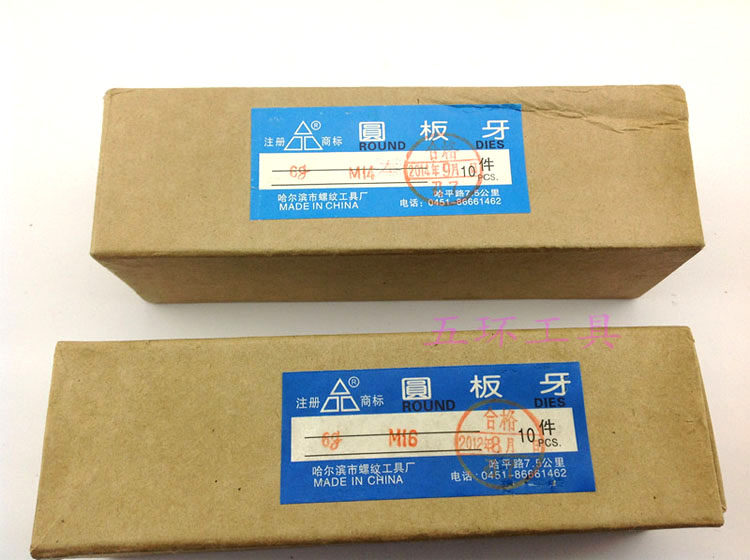 注册 ® 商标 圓板牙
ROUND DIES
6g M14 10件
PCS.
合格
2014年9月
哈尔滨市螺纹工具厂 哈平路7.5公里
MADE IN CHINA 电话:0451-86661462
五环工具
注册 ® 商标 圓板牙
ROUND DIES
6g M16 10件
PCS.
合格
2012年8月
哈尔滨市螺纹工具厂 哈平路7.5公里
MADE IN CHINA 电话:0451-86661462